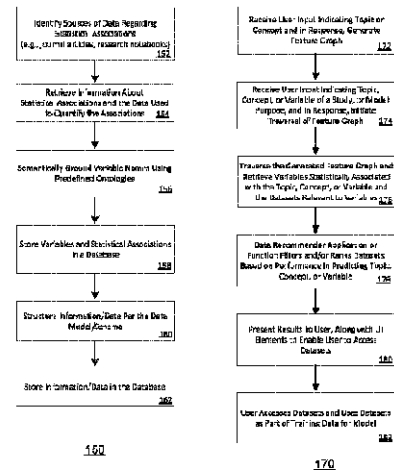 Identify Sources of Data Regarding
Statistical Associations
(e.g., journal articles, research notebooks)
152
Retrieve Information About
Statistical Associations and the Data Used
to Quantify the Associations 154
Semantically Ground Variable Names Using
Predefined Ontologies
156
Store Variables and Statistical Associations
in a Database
158
Structure Information/Data Per the Data
Model/Schema
160
Store Information/Data in the Database
162
150
Receive User Input Indicating Topic or
Concept and in Response, Generate
Feature Graph
172
Receive User Input Indicating Topic,
Concept, or Variable of a Study, or Model
Purpose, and in Response, Initiate
Traversal of Feature Graph
174
Traverse the Generated Feature Graph and
Retrieve Variables Statistically Associated
with the Topic, Concept, or Variable and
the Datasets Relevant to Variables
176
Data Recommender Application or
Function Filters and/or Ranks Datasets
Based on Performance in Predicting Topic,
Concept, or Variable
178
Present Results to User, Along with UI
Elements to Enable User to Access
Datasets
180
User Accesses Datasets and Uses Datasets
as Part of Training Data for Model
182
170